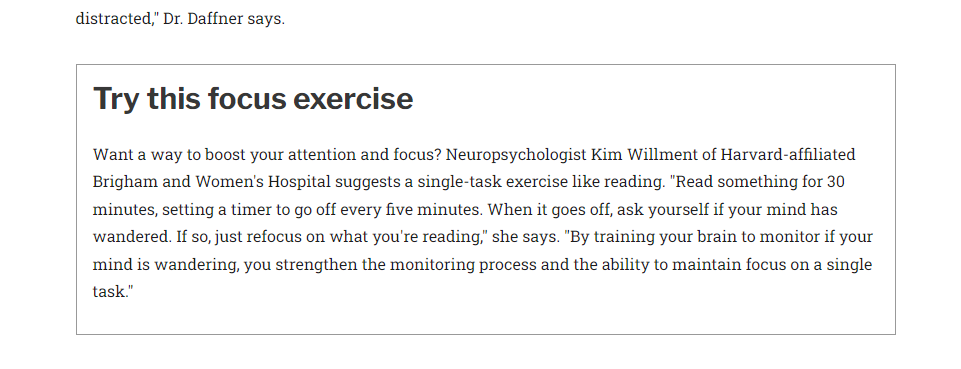 distracted," Dr. Daffner says.
Try this focus exercise
Want a way to boost your attention and focus? Neuropsychologist Kim Willment of Harvard-affiliated
Brigham and Women's Hospital suggests a single-task exercise like reading. "Read something for 30
minutes, setting a timer to go off every five minutes. When it goes off, ask yourself if your mind has
wandered. If so, just refocus on what you're reading," she says. "By training your brain to monitor if your
mind is wandering, you strengthen the monitoring process and the ability to maintain focus on a single
task."